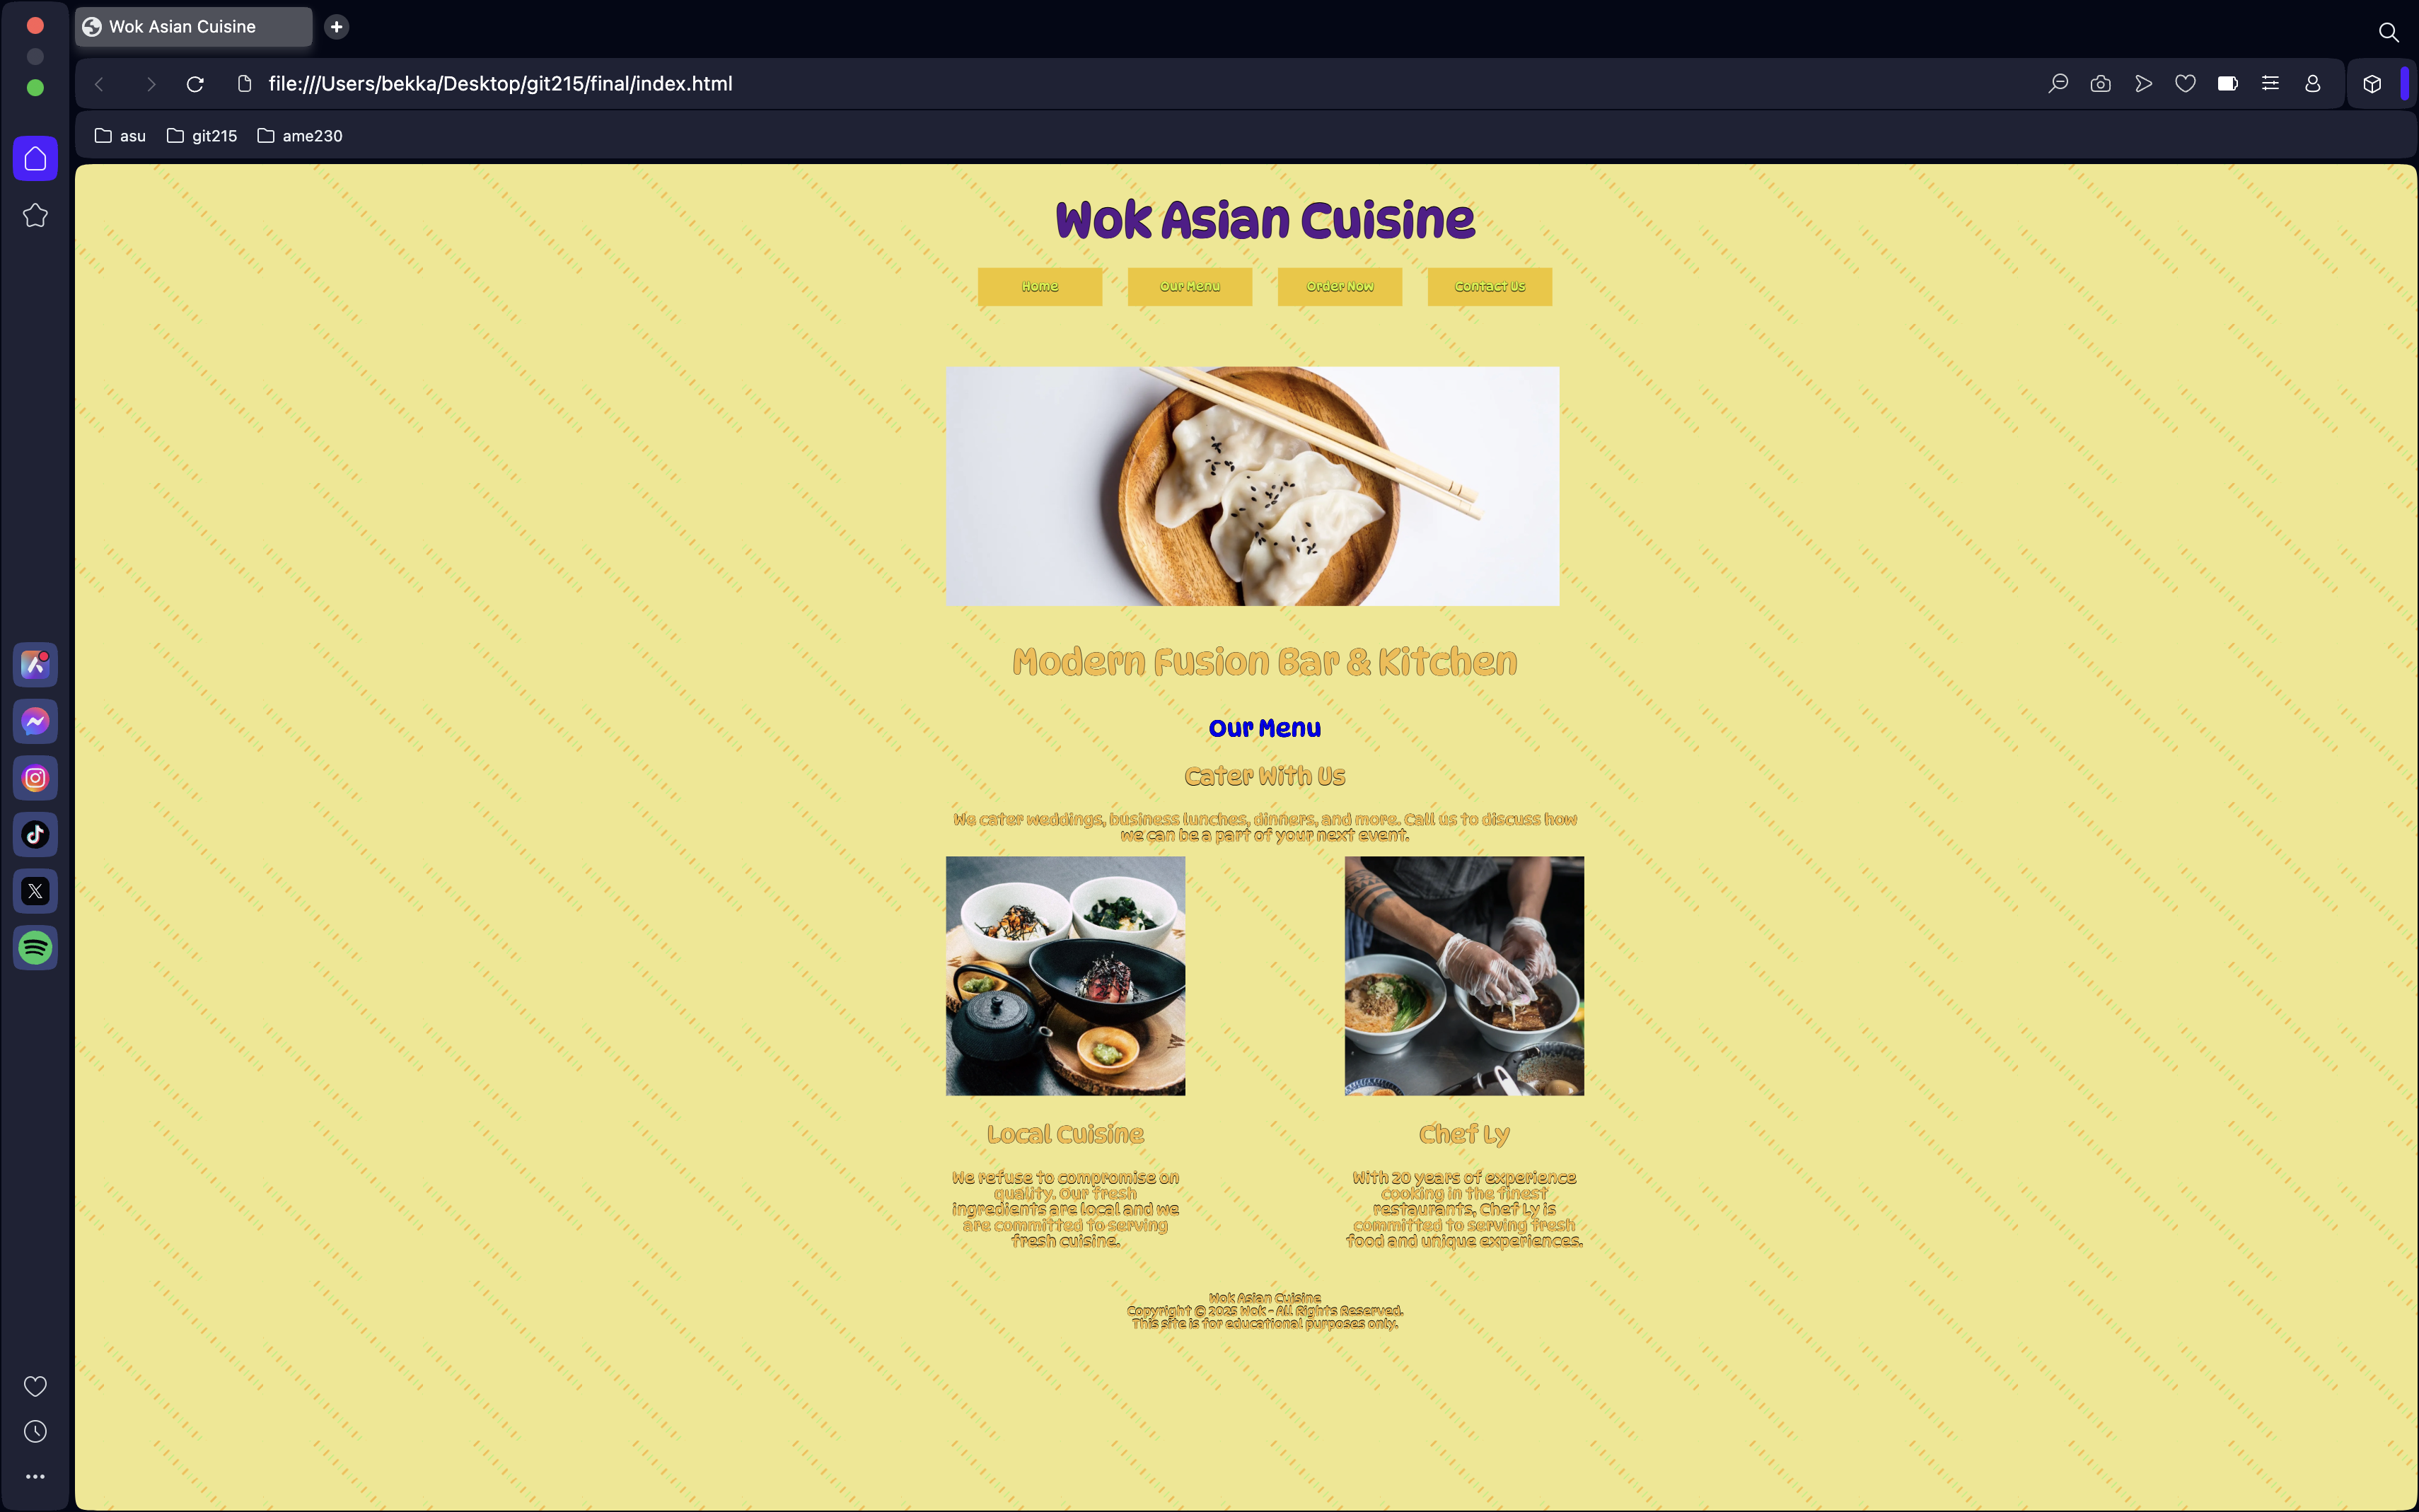 Wok Asian Cuisine
file:///Users/bekka/Desktop/git215/final/index.html
asu git215 ame230
Wok Asian Cuisine
Home Our Menu Order Now Contact Us
Modern Fusion Bar & Kitchen
Our Menu
Cater With Us
We cater weddings, business lunches, dinners, and more. Call us to discuss how
we can be a part of your next event.
Local Cuisine
We refuse to compromise on
quality. Our fresh
ingredients are local and we
are committed to serving
fresh cuisine.
Chef Ly
With 20 years of experience
cooking in the finest
restaurants, Chef Ly is
committed to serving fresh
food and unique experiences.
Wok Asian Cuisine
Copyright © 2025 Wok - All Rights Reserved.
This site is for educational purposes only.